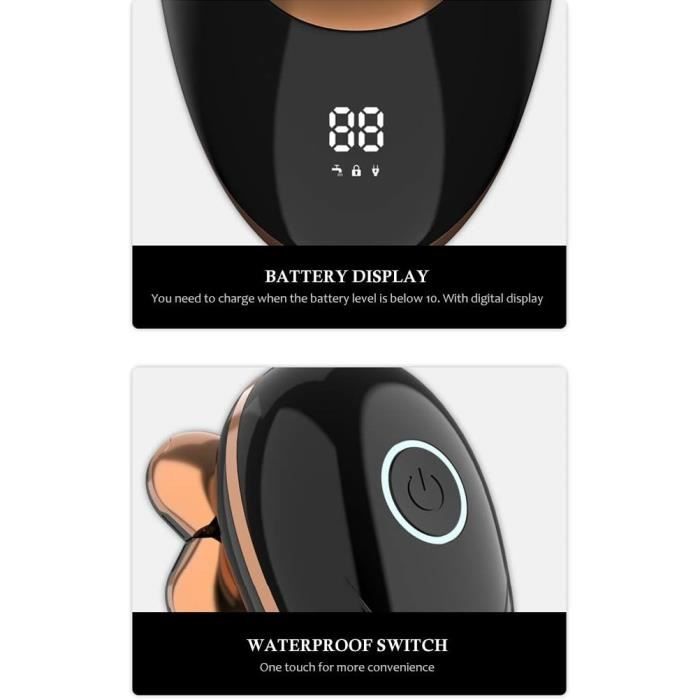 88
BATTERY DISPLAY
You need to charge when the battery level is below 10. With digital display
WATERPROOF SWITCH
One touch for more convenience